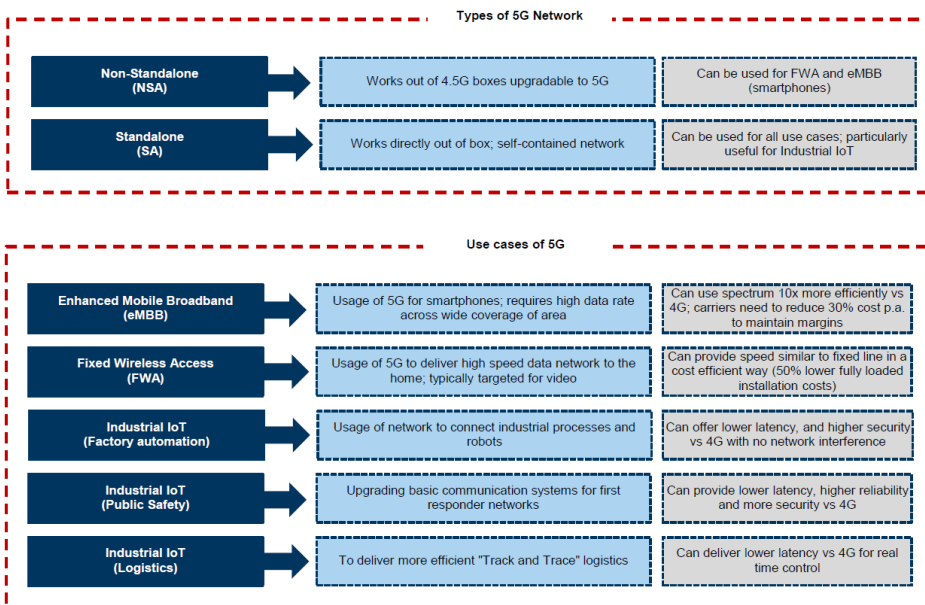 Types of 5G Network
Non-Standalone
(NSA)
Works out of 4.5G boxes upgradable to 5G
Can be used for FWA and eMBB
(smartphones)
Standalone
(SA)
Works directly out of box; self-contained network
Can be used for all use cases; particularly
useful for Industrial IoT
Use cases of 5G
Enhanced Mobile Broadband
(eMBB)
Usage of 5G for smartphones; requires high data rate
across wide coverage of area
Can use spectrum 10x more efficiently vs
4G; carriers need to reduce 30% cost p.a.
to maintain margins
Fixed Wireless Access
(FWA)
Usage of 5G to deliver high speed data network to the
home; typically targeted for video
Can provide speed similar to fixed line in a
cost efficient way (50% lower fully loaded
installation costs)
Industrial IoT
(Factory automation)
Usage of network to connect industrial processes and
robots
Can offer lower latency, and higher security
vs 4G with no network interference
Industrial IoT
(Public Safety)
Upgrading basic communication systems for first
responder networks
Can provide lower latency, higher reliability
and more security vs 4G
Industrial IoT
(Logistics)
To deliver more efficient "Track and Trace" logistics
Can deliver lower latency vs 4G for real
time control